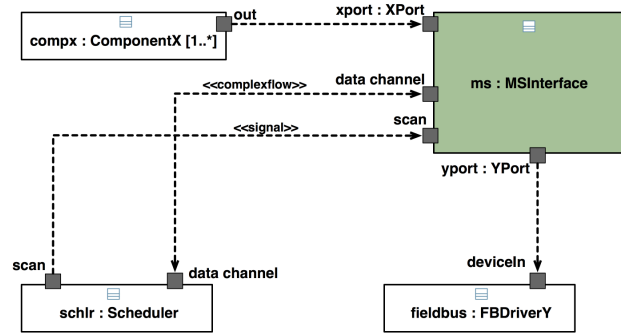 out
xport : XPort
compx : ComponentX [1..*]
data channel
<<complexflow>>
ms : MSInterface
scan
<<signal>>
yport : YPort
scan
data channel
deviceIn
schlr : Scheduler
fieldbus : FBDriverY